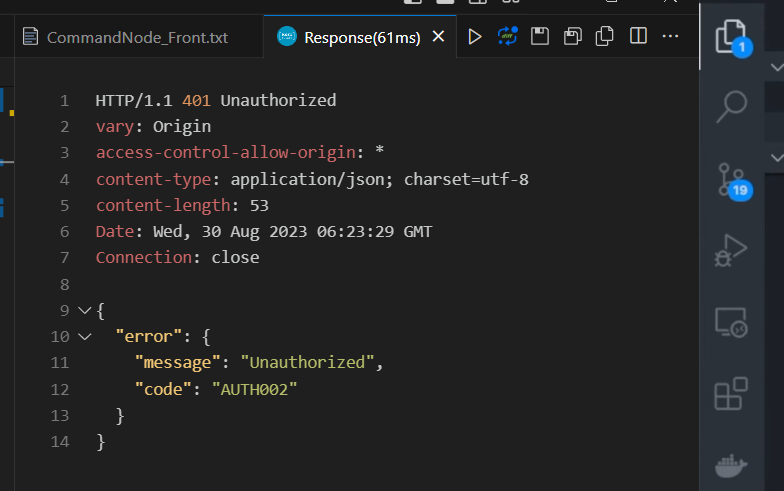 CommandNode_Front.txt
Response(61ms)
1 HTTP/1.1 401 Unauthorized
2 vary: Origin
3 access-control-allow-origin: *
4 content-type: application/json; charset=utf-8
5 content-length: 53
6 Date: Wed, 30 Aug 2023 06:23:29 GMT
7 Connection: close
8
9 {
10 "error": {
11 "message": "Unauthorized",
12 "code": "AUTH002"
13 }
14 }
1
19